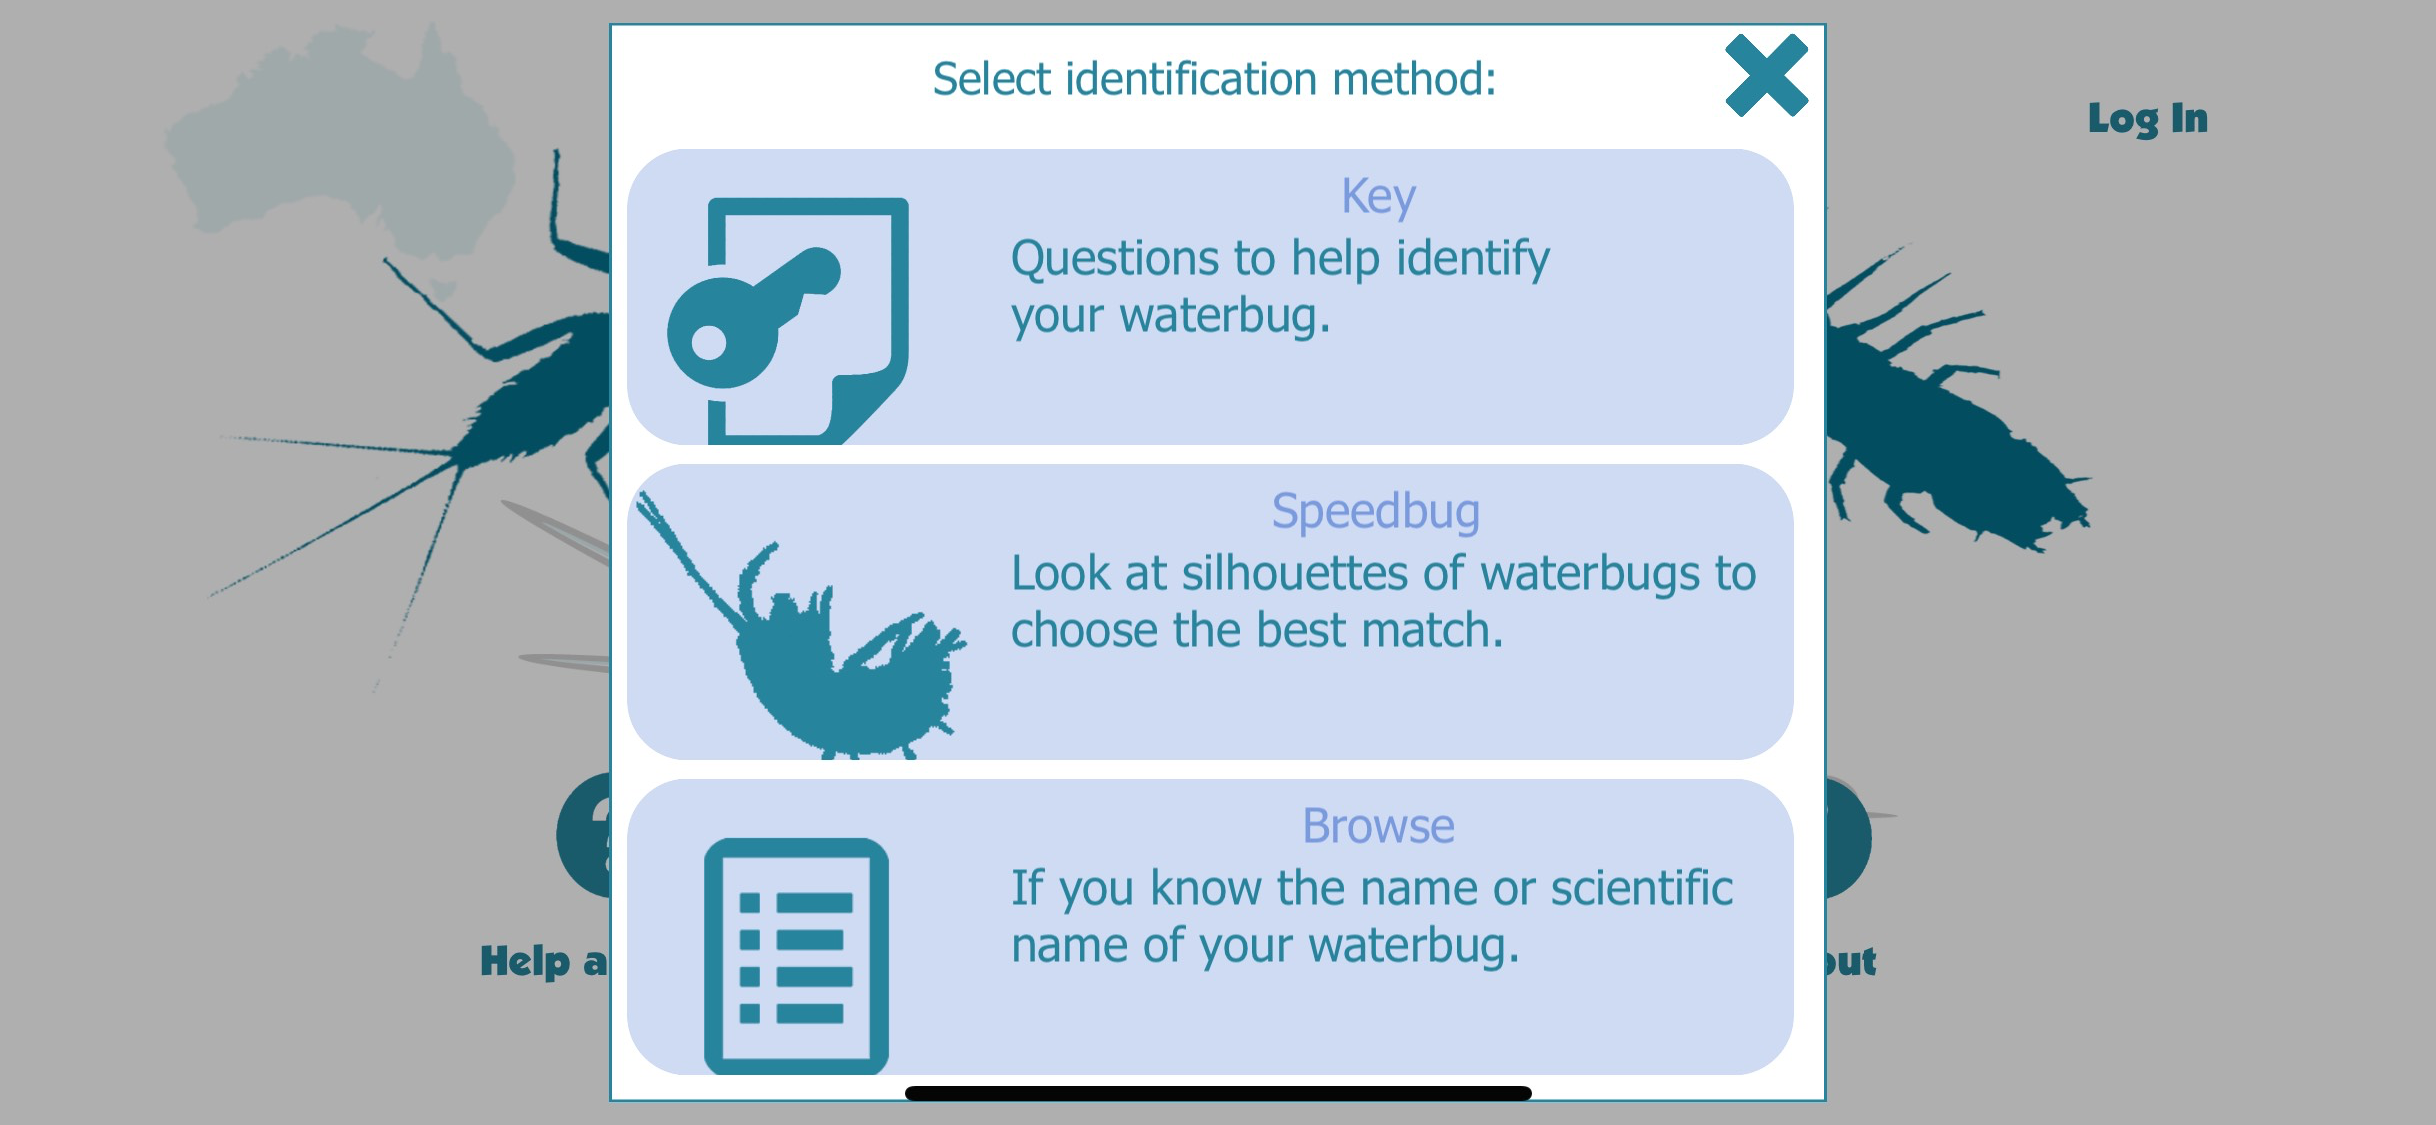 Select identification method:
Log In
Key
Questions to help identify
your waterbug.
Speedbug
Look at silhouettes of waterbugs to
choose the best match.
Browse
If you know the name or scientific
name of your waterbug.
Help